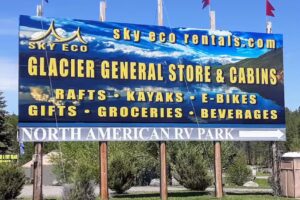 sky eco rentals.com
SKY ECO
GLACIER GENERAL STORE & CABINS
RAFTS • KAYAKS • E-BIKES
GIFTS • GROCERIES • BEVERAGES
NORTH AMERICAN RV PARK